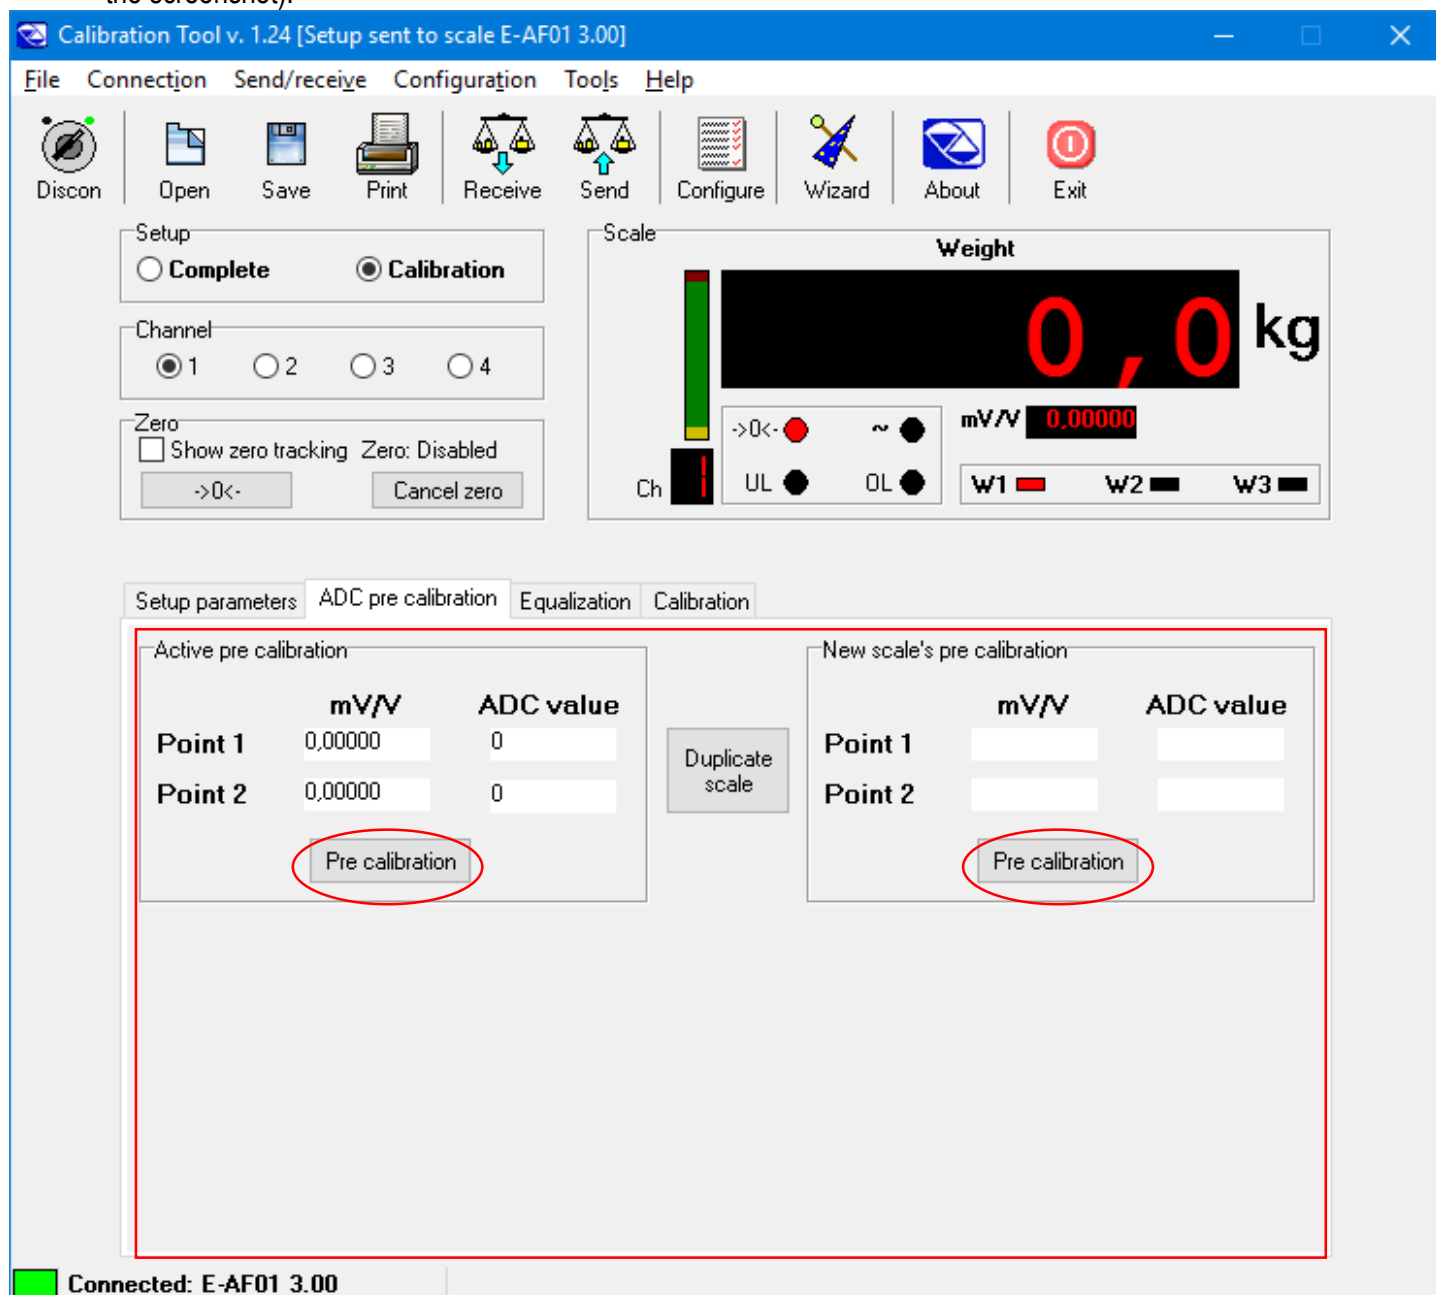 the screenshot).
Calibration Tool v. 1.24 [Setup sent to scale E-AF01 3.00]
File Connection Send/receive Configuration Tools Help
Discon Open Save Print Receive Send Configure Wizard About Exit
Setup
Complete Calibration
Channel
1 2 3 4
Zero
Show zero tracking Zero: Disabled
->0<- Cancel zero
Scale
Weight
0,0 kg
->0<- ~ mV/V 0,00000
Ch 1 UL OL W1 W2 W3
Setup parameters ADC pre calibration Equalization Calibration
Active pre calibration
mV/V ADC value
Point 1 0,00000 0
Point 2 0,00000 0
Pre calibration
Duplicate
scale
New scale's pre calibration
mV/V ADC value
Point 1
Point 2
Pre calibration
Connected: E-AF01 3.00